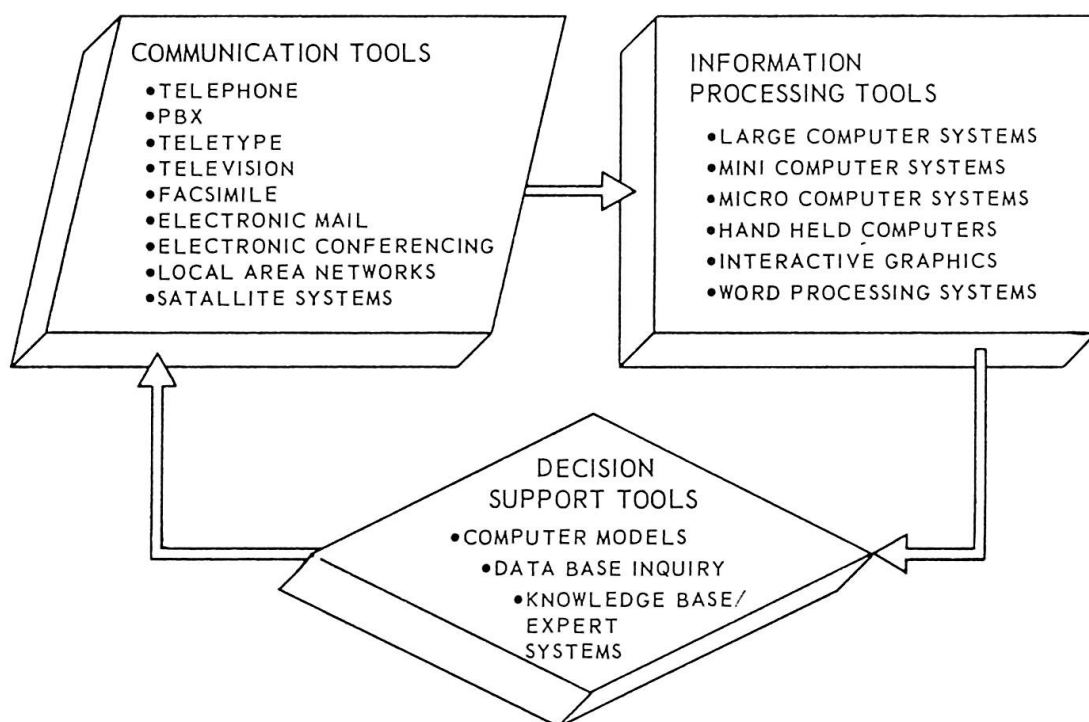 COMMUNICATION TOOLS
•TELEPHONE
•PBX
•TELETYPE
•TELEVISION
•FACSIMILE
•ELECTRONIC MAIL
•ELECTRONIC CONFERENCING
•LOCAL AREA NETWORKS
•SATALLITE SYSTEMS
INFORMATION
PROCESSING TOOLS
•LARGE COMPUTER SYSTEMS
•MINI COMPUTER SYSTEMS
•MICRO COMPUTER SYSTEMS
•HAND HELD COMPUTERS
•INTERACTIVE GRAPHICS
•WORD PROCESSING SYSTEMS
DECISION
SUPPORT TOOLS
•COMPUTER MODELS
•DATA BASE INQUIRY
•KNOWLEDGE BASE/
EXPERT
SYSTEMS